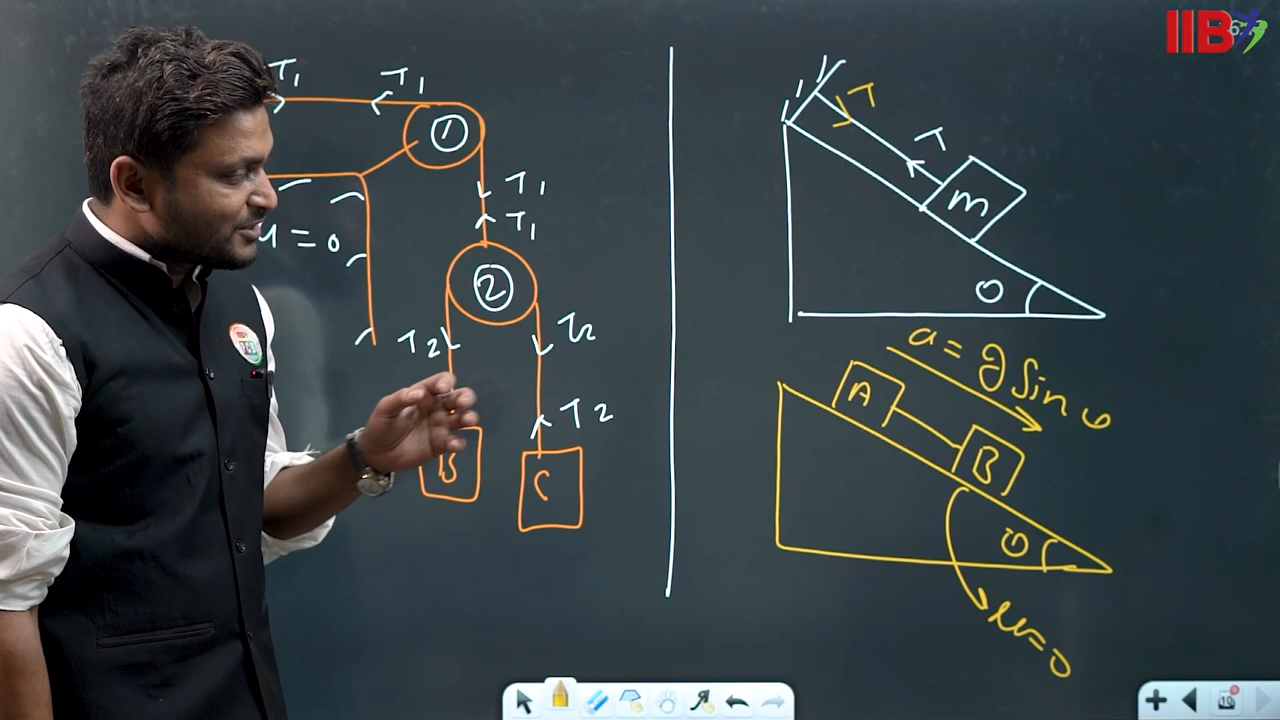 IIB
T₁
T₁
①
T₁
T₁
μ = 0
②
T₂
T₂
T₂
B
C
T
T
m
θ
a = g sin θ
A
B
θ
μ = 0